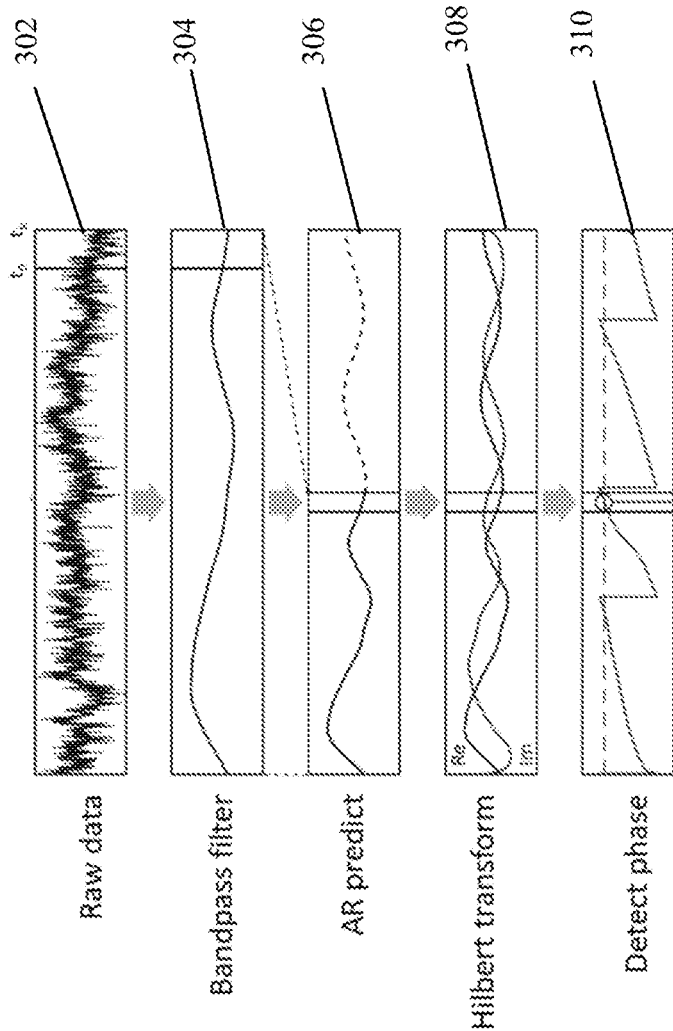 Raw data
302
Bandpass filter
304
AR predict
306
Hilbert transform
Re
Im
308
Detect phase
310